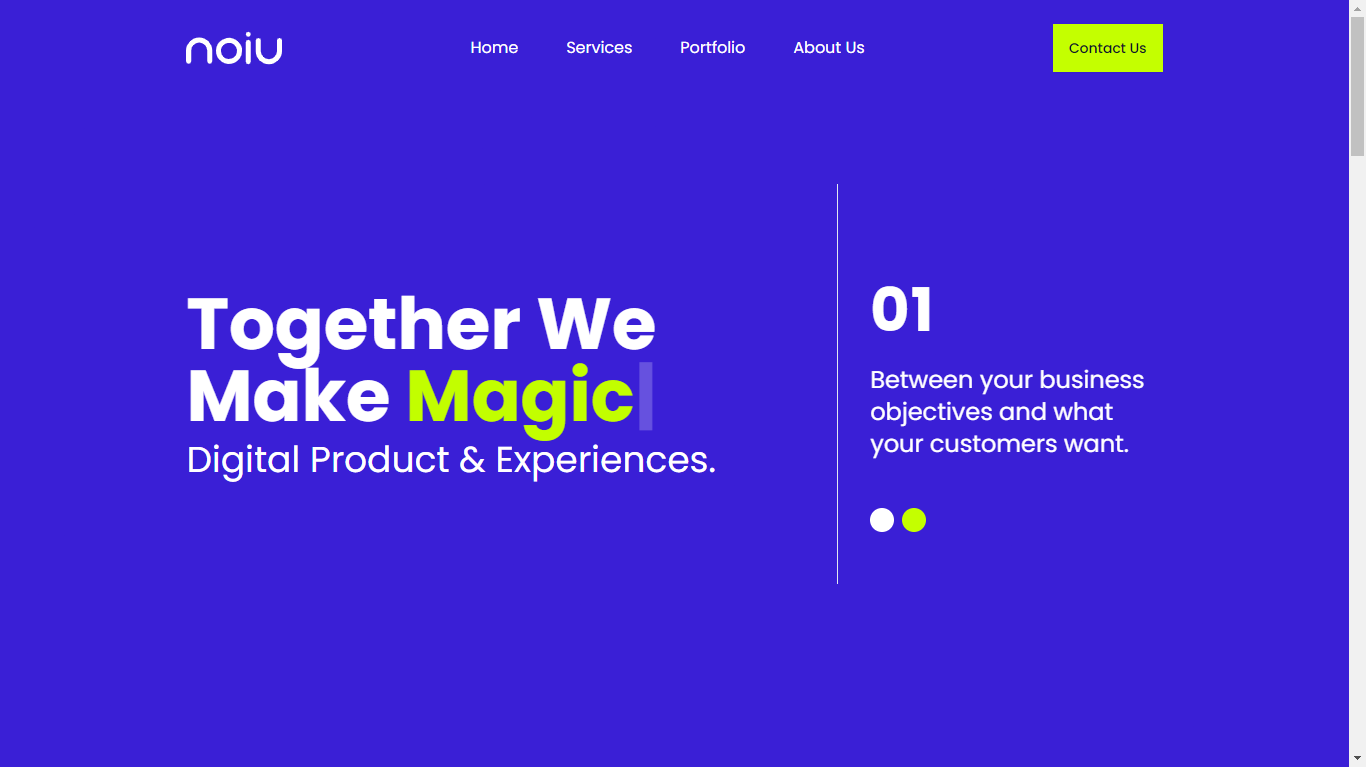 noiu
Home
Services
Portfolio
About Us
Contact Us
Together We
Make Magic
Digital Product & Experiences.
01
Between your business
objectives and what
your customers want.